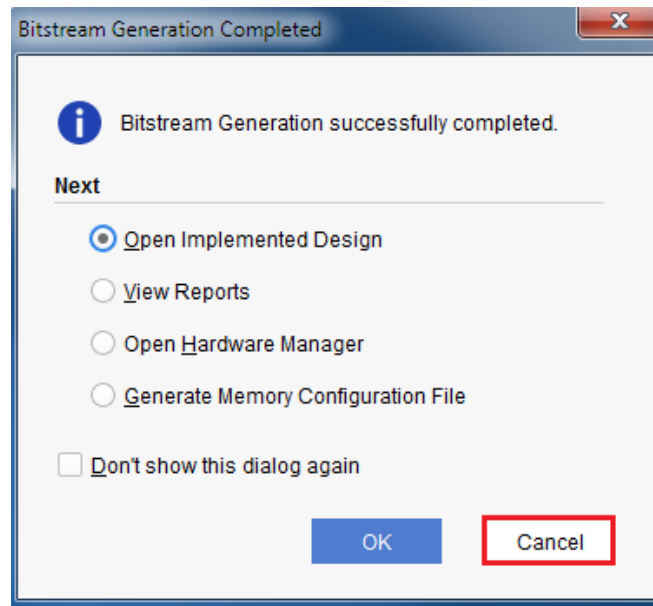 Bitstream Generation Completed
Bitstream Generation successfully completed.
Next
Open Implemented Design
View Reports
Open Hardware Manager
Generate Memory Configuration File
Don't show this dialog again
OK Cancel